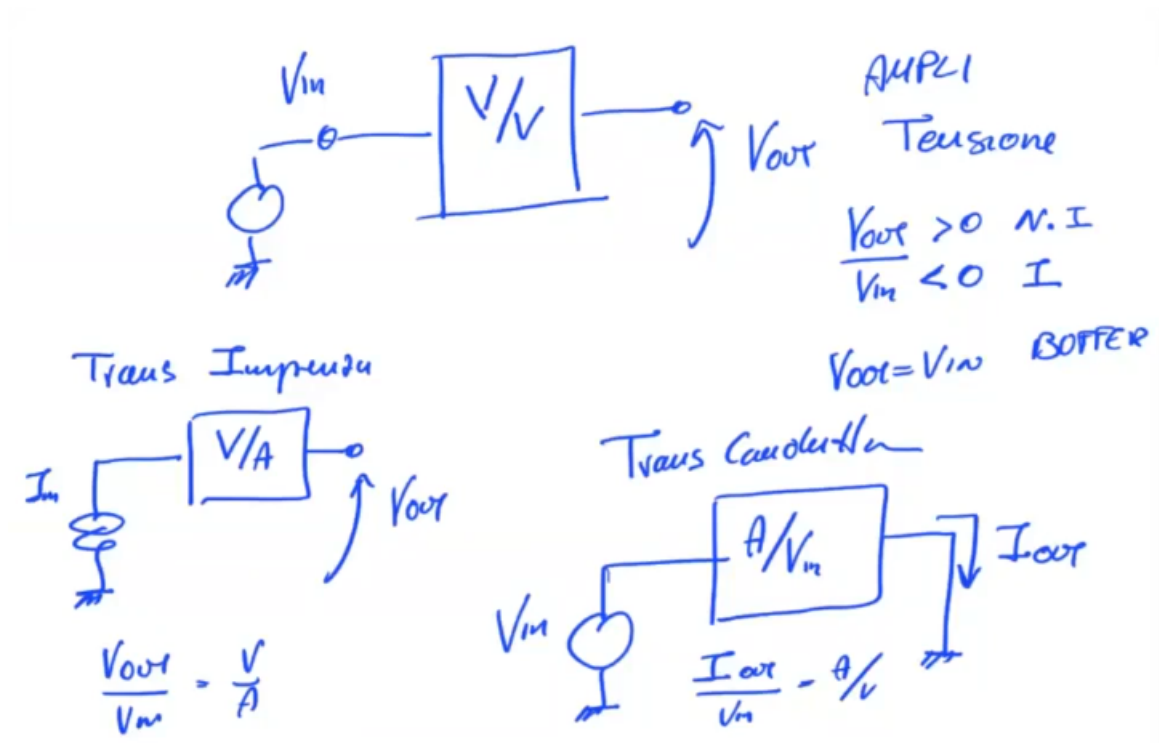 Vin
V/V
Vout
AMPLI
Tensione
Vout/Vin >0 N.I
<0 I
Vout=Vin BUFFER
Trans Impedenza
V/A
Iin
Vout
Vout/Vin = V/A
Trans Conduttanza
A/Vin
Iout
Vin
Iout/Vin = A/V